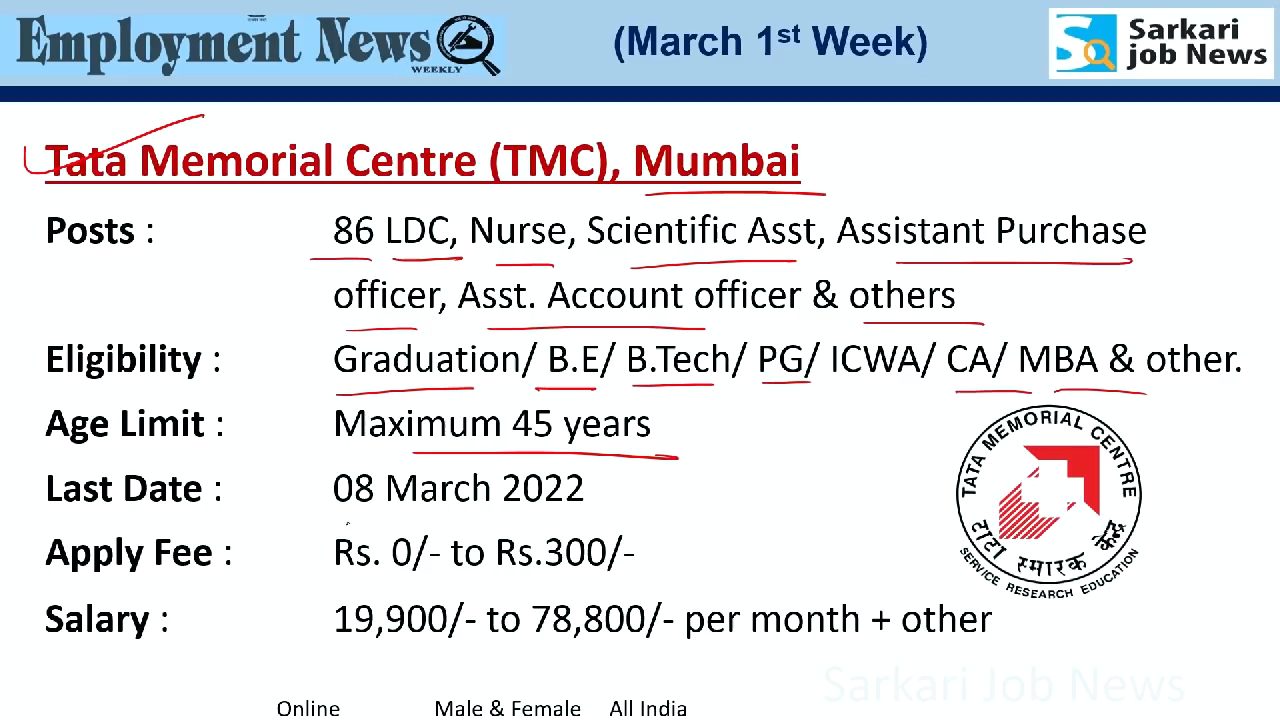 Employment News
WEEKLY
(March 1st Week)
Sarkari
job News
Tata Memorial Centre (TMC), Mumbai
Posts : 86 LDC, Nurse, Scientific Asst, Assistant Purchase
officer, Asst. Account officer & others
Eligibility : Graduation/ B.E/ B.Tech/ PG/ ICWA/ CA/ MBA & other.
Age Limit : Maximum 45 years
Last Date : 08 March 2022
Apply Fee : Rs. 0/- to Rs.300/-
Salary : 19,900/- to 78,800/- per month + other
TATA MEMORIAL CENTRE
टाटा स्मारक केन्द्र
SERVICE RESEARCH EDUCATION
Sarkari Job News
Online Male & Female All India